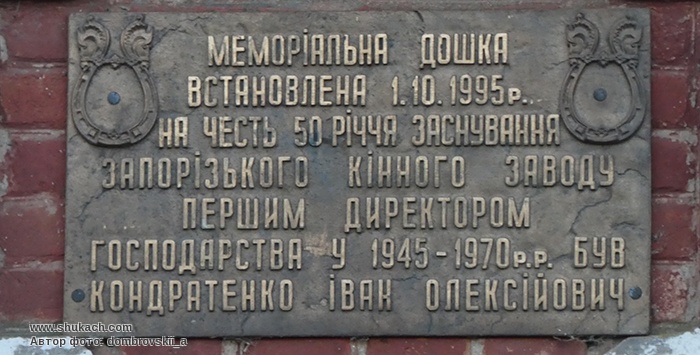 МЕМОРІАЛЬНА ДОШКА
ВСТАНОВЛЕНА 1.10.1995р..
НА ЧЕСТЬ 50 РІЧЧЯ ЗАСНУВАННЯ
ЗАПОРІЗЬКОГО КІННОГО ЗАВОДУ
ПЕРШИМ ДИРЕКТОРОМ
ГОСПОДАРСТВА У 1945-1970р.р. БУВ
КОНДРАТЕНКО ІВАН ОЛЕКСІЙОВИЧ
www.shukach.com
Автор фото: dombrovskii_a